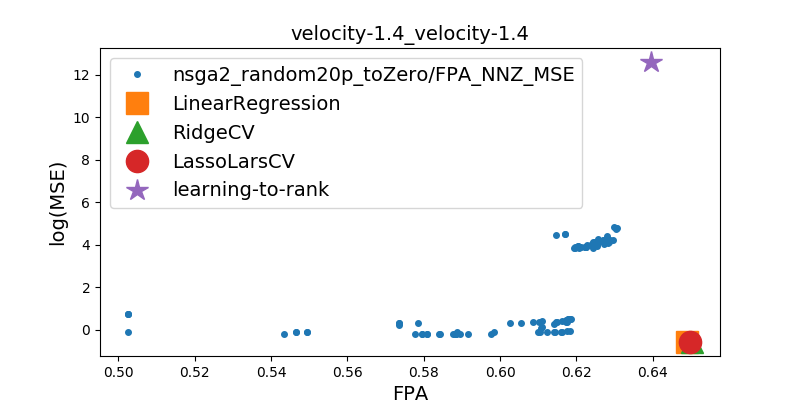 velocity-1.4_velocity-1.4
nsga2_random20p_toZero/FPA_NNZ_MSE
LinearRegression
RidgeCV
LassoLarsCV
learning-to-rank
log(MSE)
12
10
8
6
4
2
0
0.50 0.52 0.54 0.56 0.58 0.60 0.62 0.64
FPA